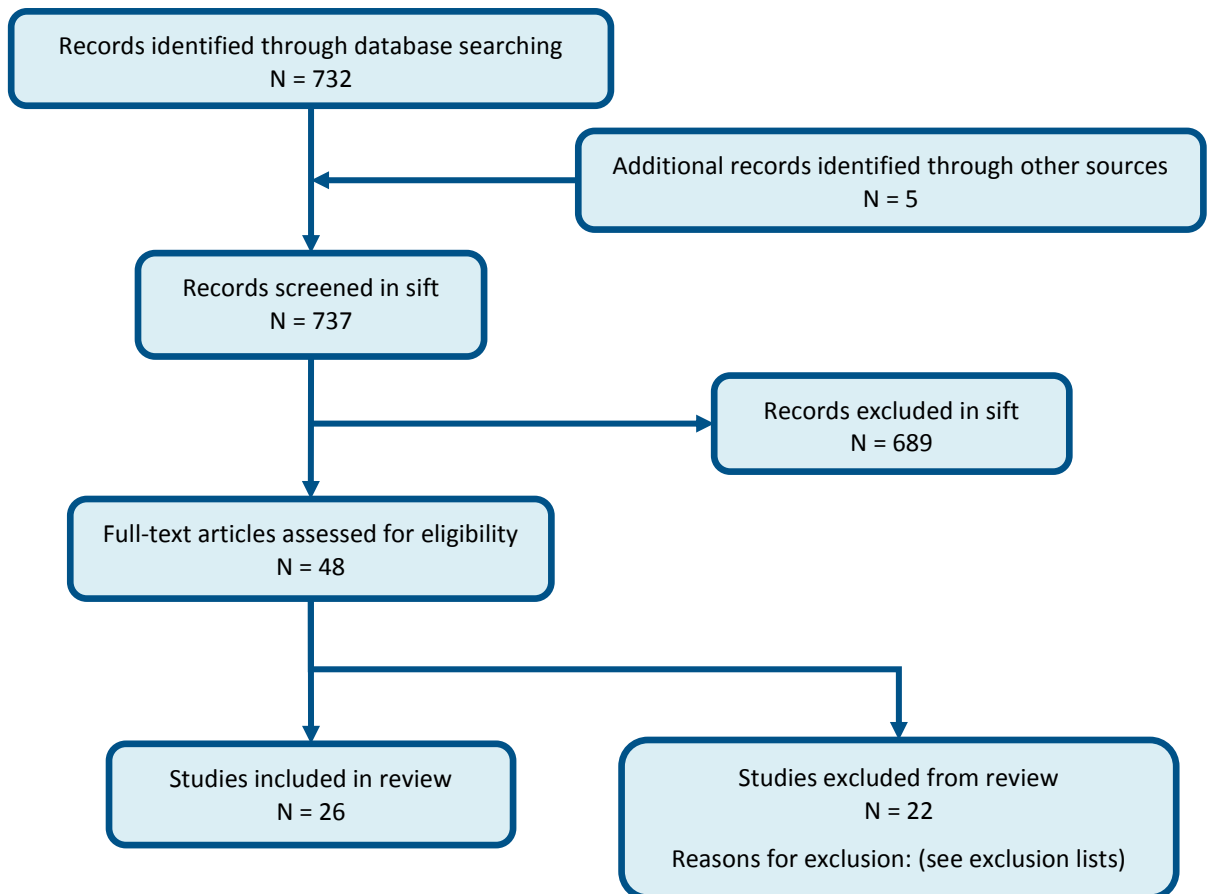 Records identified through database searching
N = 732
Additional records identified through other sources
N = 5
Records screened in sift
N = 737
Records excluded in sift
N = 689
Full-text articles assessed for eligibility
N = 48
Studies included in review
N = 26
Studies excluded from review
N = 22
Reasons for exclusion: (see exclusion lists)